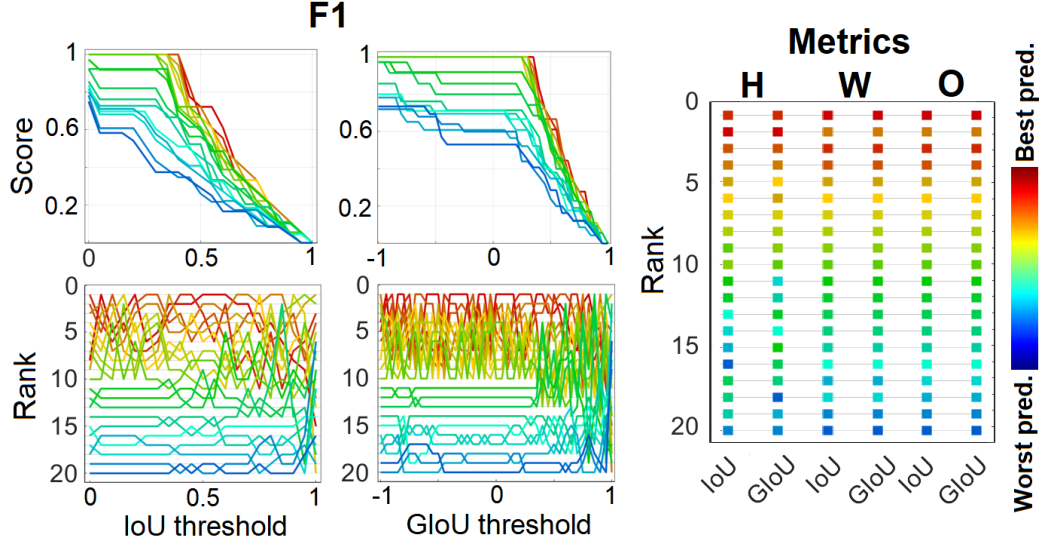 F1
Score
1
0.6
0.2
0
0.5
1
1
0.6
0.2
-1
0
1
Rank
0
5
10
15
20
0
0.5
1
IoU threshold
0
5
10
15
20
-1
0
1
GIoU threshold
Metrics
H W O
Rank
0
5
10
15
20
IoU
GIoU
IoU
GIoU
IoU
GIoU
Best pred.
Worst pred.